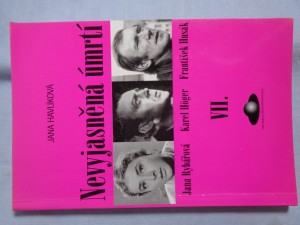 JANA HAVLÍKOVÁ
Nevyjasněná úmrtí
Jana Rybářová Karel Höger František Husák
VII.